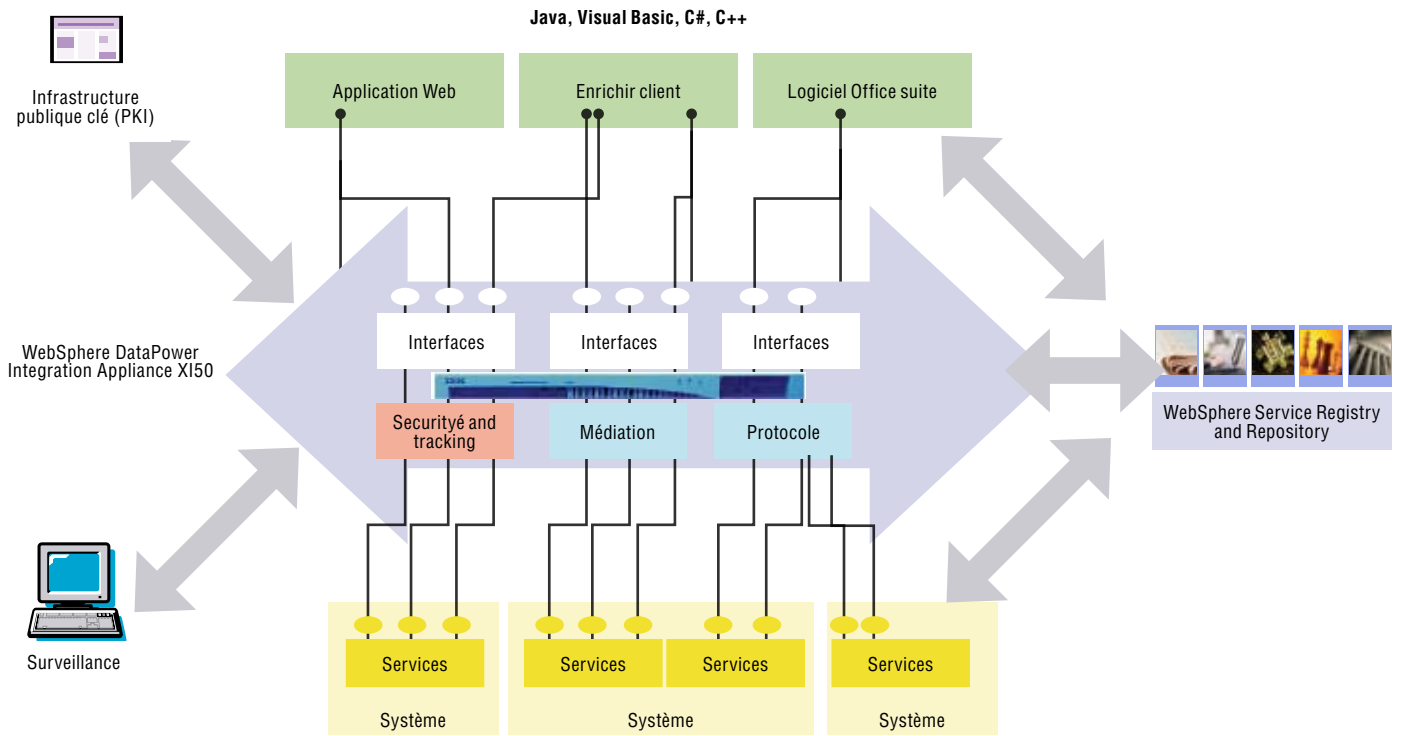 Java, Visual Basic, C#, C++
Infrastructure
publique clé (PKI)
Application Web
Enrichir client
Logiciel Office suite
WebSphere DataPower
Integration Appliance XI50
Interfaces
Interfaces
Interfaces
IBM
Securityé and
tracking
Médiation
Protocole
WebSphere Service Registry
and Repository
Surveillance
Services
Services
Services
Services
Système
Système
Système